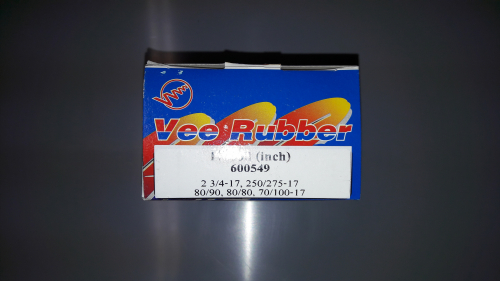 Vee Rubber
(inch)
600549
2 3/4-17, 250/275-17
80/90, 80/80, 70/100-17